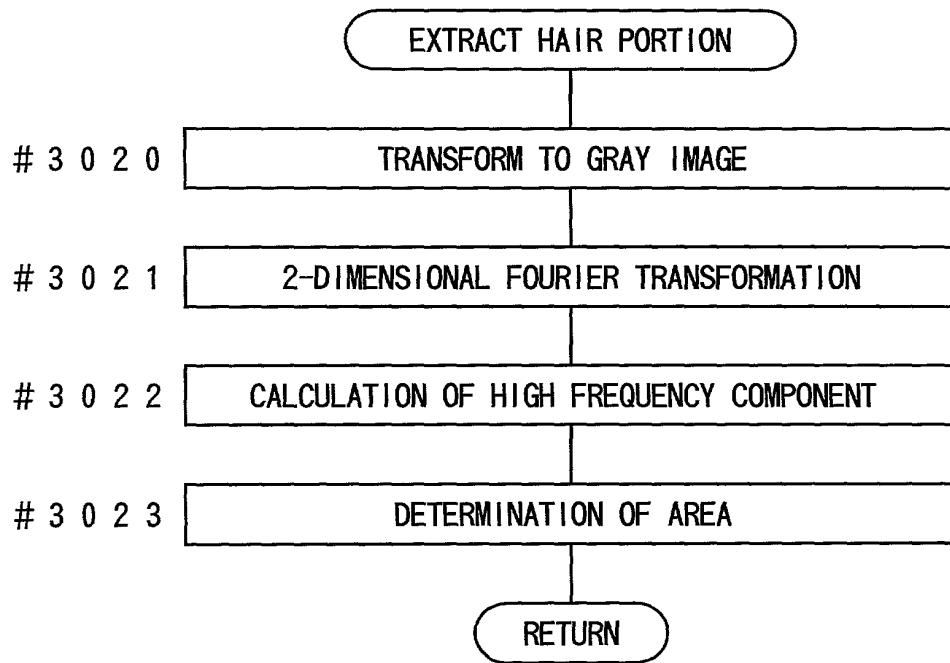 EXTRACT HAIR PORTION
#3020 TRANSFORM TO GRAY IMAGE
#3021 2-DIMENSIONAL FOURIER TRANSFORMATION
#3022 CALCULATION OF HIGH FREQUENCY COMPONENT
#3023 DETERMINATION OF AREA
RETURN